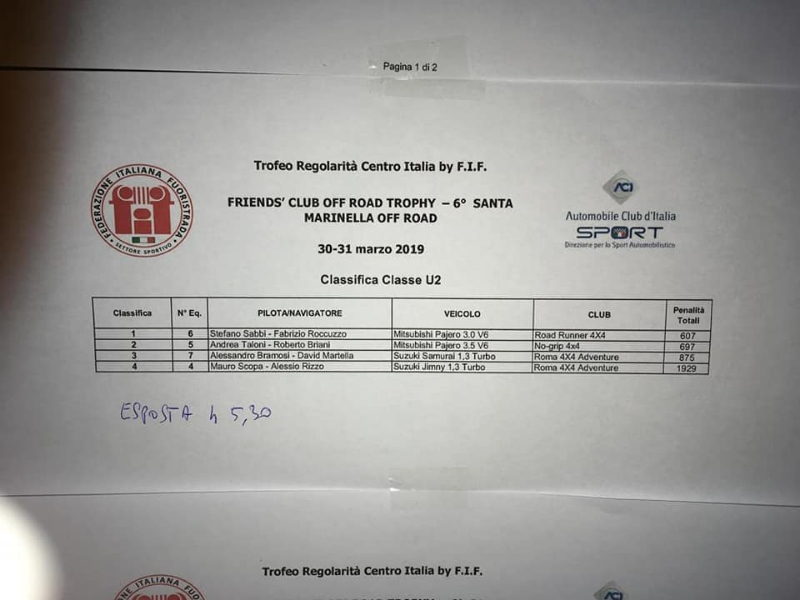 Pagina 1 di 2
FEDERAZIONE ITALIANA FUORISTRADA
SETTORE SPORTIVO
Trofeo Regolarità Centro Italia by F.I.F.
FRIENDS' CLUB OFF ROAD TROPHY – 6° SANTA
MARINELLA OFF ROAD
30-31 marzo 2019
Classifica Classe U2
ACI
Automobile Club d'Italia
SPORT
Direzione per lo Sport Automobilistico
Classifica N° Eq. PILOTA/NAVIGATORE VEICOLO CLUB Penalità Totali
1 6 Stefano Sabbi - Fabrizio Roccuzzo Mitsubishi Pajero 3.0 V6 Road Runner 4X4 607
2 5 Andrea Taloni - Roberto Briani Mitsubishi Pajero 3.5 V6 No-grip 4x4 697
3 7 Alessandro Bramosi - David Martella Suzuki Samurai 1,3 Turbo Roma 4X4 Adventure 875
4 4 Mauro Scopa - Alessio Rizzo Suzuki Jimny 1,3 Turbo Roma 4X4 Adventure 1929
ESPOSTA h 5,30
Trofeo Regolarità Centro Italia by F.I.F.
ITALIANA FUORI
ACI